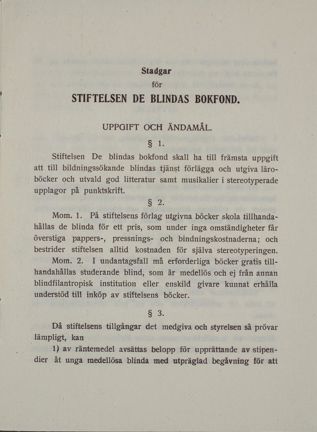 Stadgar
för
STIFTELSEN DE BLINDAS BOKFOND.
UPPGIFT OCH ÄNDAMÅL.
§ 1.
Stiftelsen De blindas bokfond skall ha till främsta uppgift
att till bildningssökande blindas tjänst förlägga och utgiva läro-
böcker och utvald god litteratur samt musikalier i stereotyperade
upplagor på punktskrift.
§ 2.
Mom. 1. På stiftelsens förlag utgivna böcker skola tillhanda-
hållas de blinda för ett pris, som under inga omständigheter får
överstiga pappers-, pressnings- och bindningskostnaderna; och
bestrider stiftelsen alltid kostnaden för själva stereotyperingen.
Mom. 2. I undantagsfall må erforderliga böcker gratis till-
handahållas studerande blind, som är medellös och ej från annan
blindfilantropisk institution eller enskild givare kunnat erhålla
understöd till inköp av stiftelsens böcker.
§ 3.
Då stiftelsens tillgångar det medgiva och styrelsen så prövar
lämpligt, kan
1) av räntemedel avsättas belopp för upprättande av stipen-
dier åt unga medellösa blinda med utpräglad begåvning för att